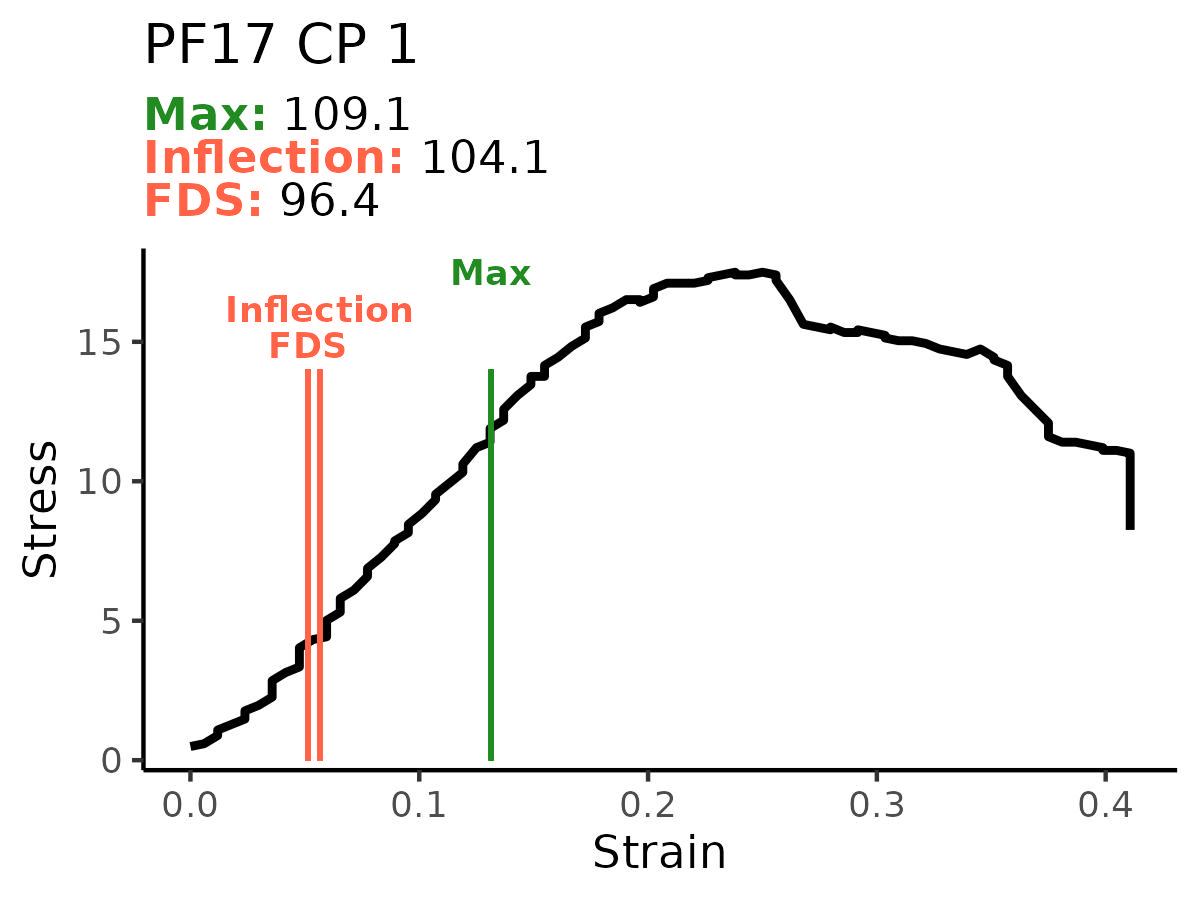 PF17 CP 1
Max: 109.1
Inflection: 104.1
FDS: 96.4
Max
Inflection
FDS
15
10
5
0
Stress
0.0 0.1 0.2 0.3 0.4
Strain